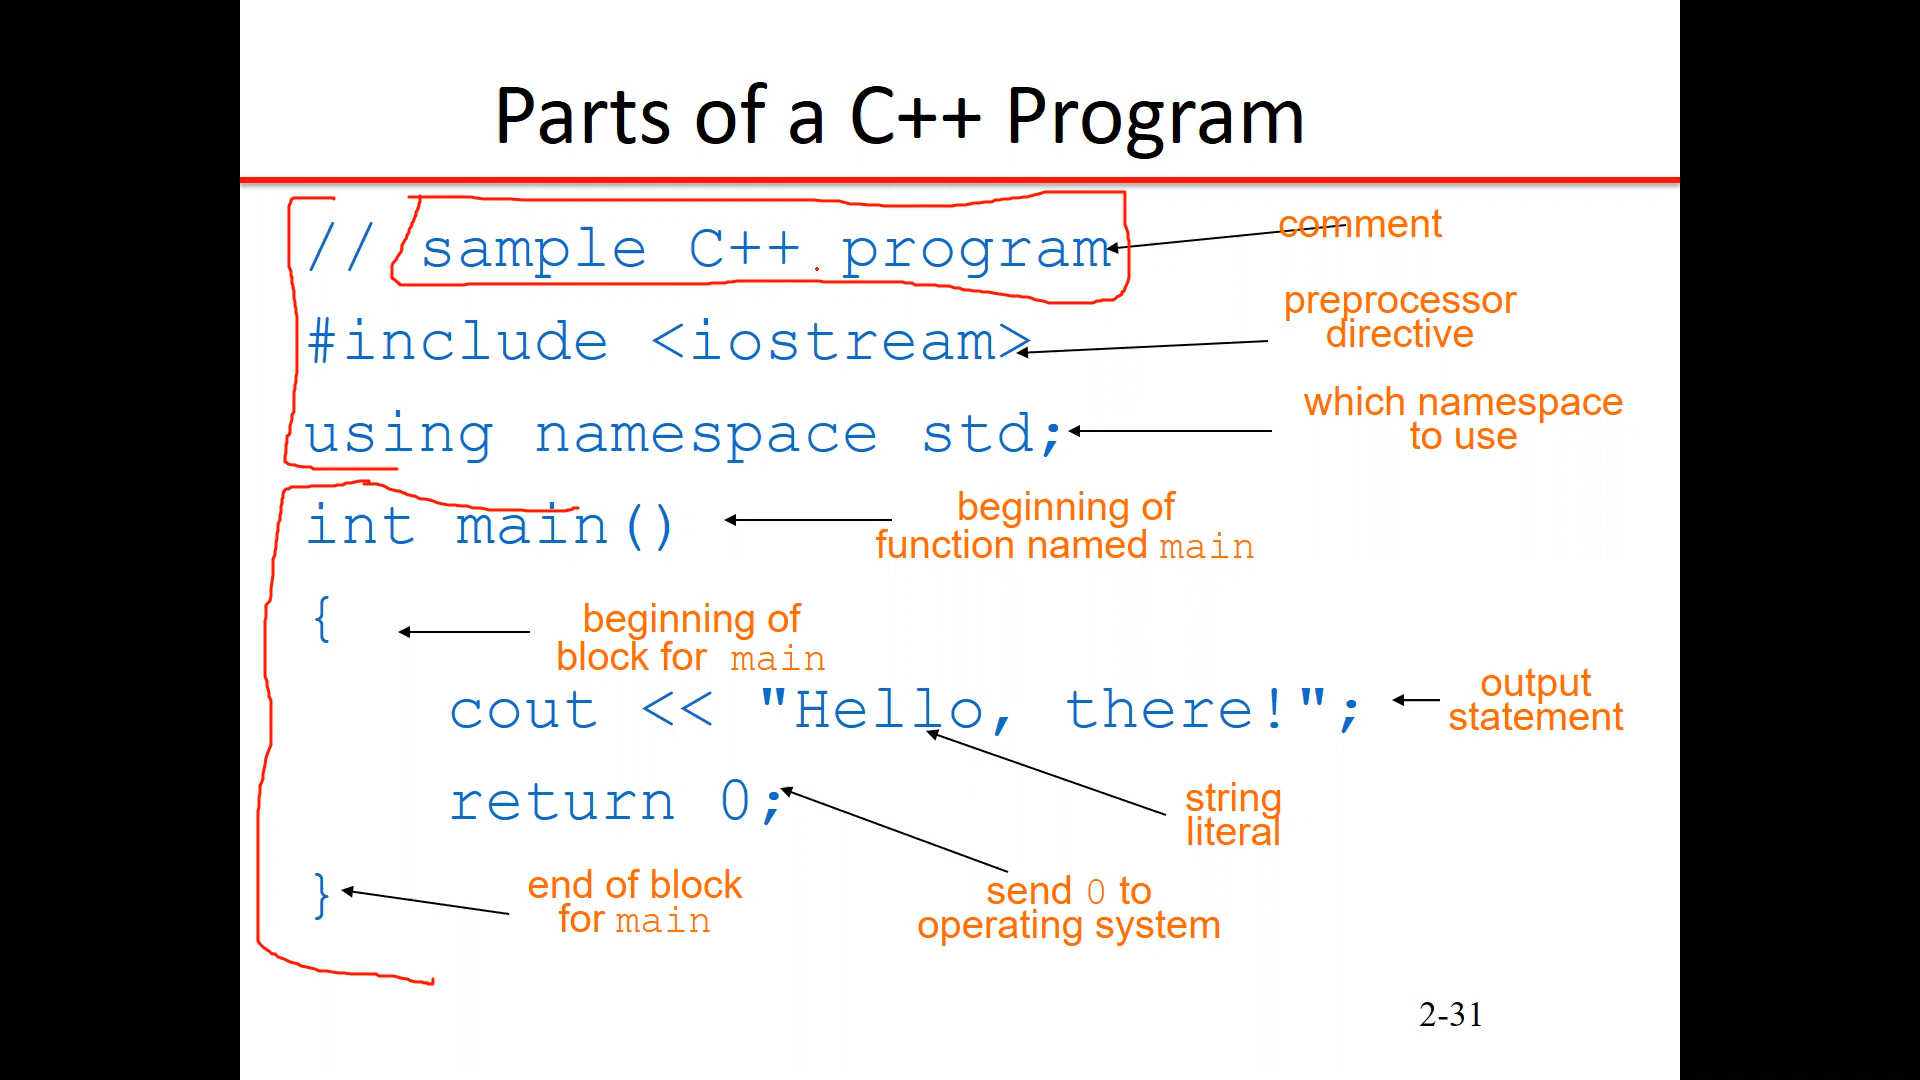 Parts of a C++ Program
// sample C++ program
comment
#include <iostream>
preprocessor
directive
using namespace std;
which namespace
to use
int main()
beginning of
function named main
{
beginning of
block for main
cout << "Hello, there!";
output
statement
string
literal
return 0;
send 0 to
operating system
}
end of block
for main
2-31